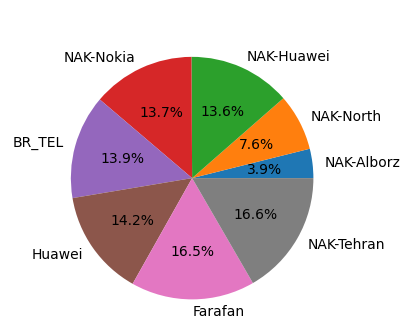 NAK-Nokia
NAK-Huawei
13.7%
13.6%
NAK-North
7.6%
BR_TEL
13.9%
NAK-Alborz
3.9%
Huawei
14.2%
16.6%
NAK-Tehran
16.5%
Farafan